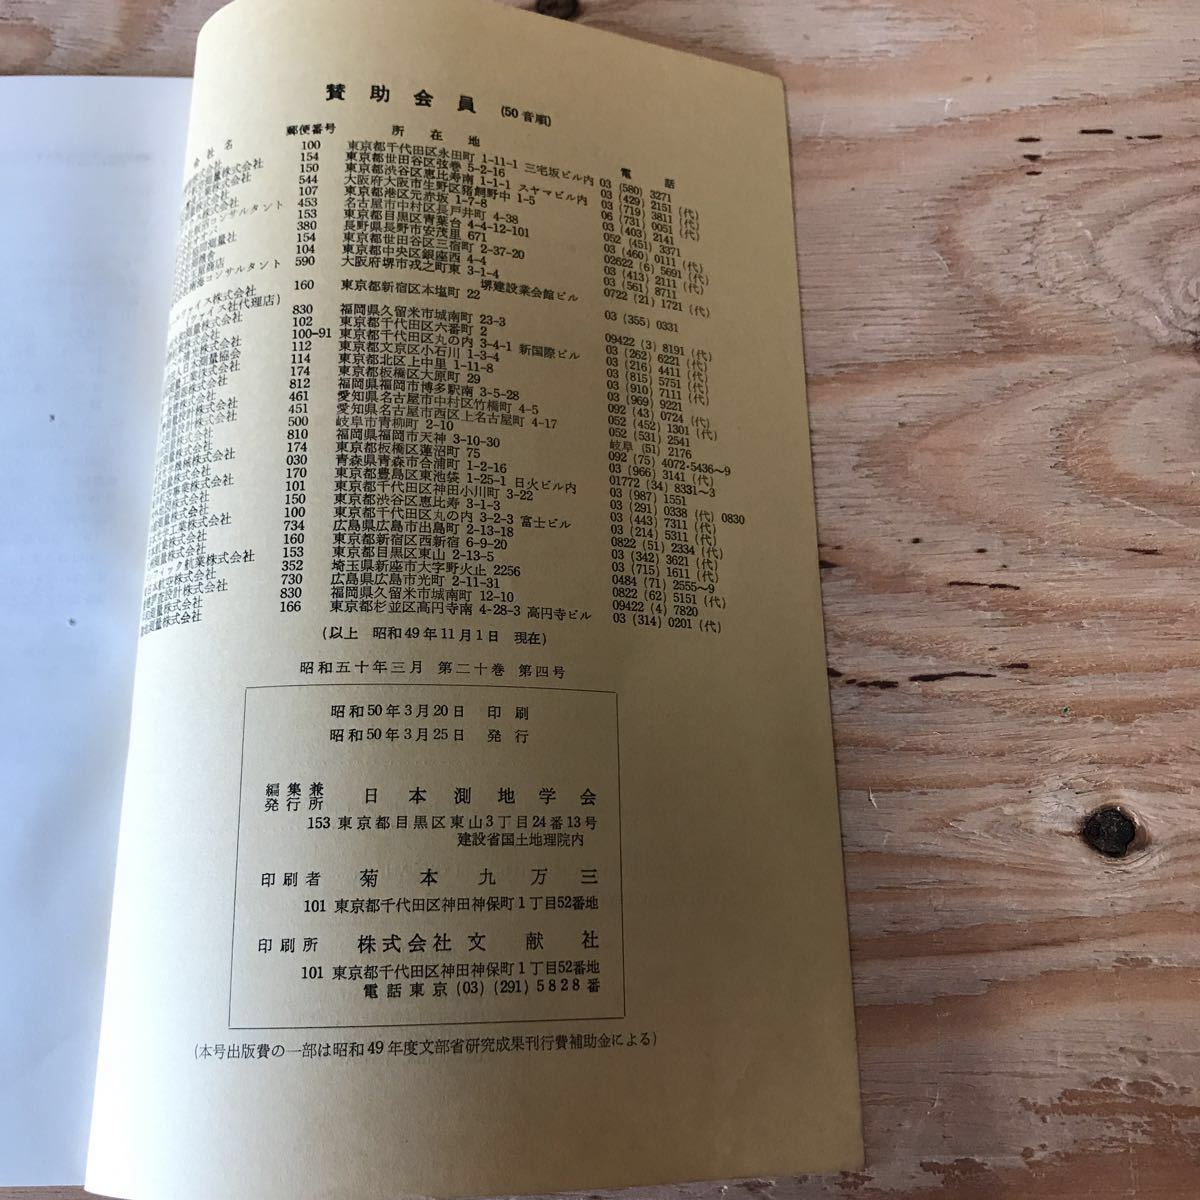 賛助会員 (50音順)
会社名 郵便番号 所在地 電話
100 東京都千代田区永田町 1-11-1 三宅坂ビル内 03 (580) 3271
154 東京都世田谷区弦巻 5-2-16 03 (429) 2151 (代)
150 東京都渋谷区恵比寿南 1-1-1 スヤマビル内 03 (719) 3811 (代)
544 大阪府大阪市生野区猪飼野中 1-5 06 (731) 0051 (代)
107 東京都港区元赤坂 1-7-8 03 (403) 2141
コンサルタント 453 名古屋市中村区長戸井町 4-38 052 (451) 3371
153 東京都目黒区青葉台 4-4-12-101 03 (460) 0111 (代)
測量社 380 長野県長野市安茂里 671 02622 (6) 5691 (代)
154 東京都世田谷区三宿町 2-37-20 03 (413) 2111 (代)
商店 104 東京都中央区銀座西 4-4 03 (561) 8711
コンサルタント 590 大阪府堺市戎之町東 3-1-4 堺建設業会館ビル 0722 (21) 1721 (代)
株式会社 160 東京都新宿区本塩町 22 03 (355) 0331
社代理店)
830 福岡県久留米市城南町 23-3 09422 (3) 8191 (代)
102 東京都千代田区六番町 2 03 (262) 6221 (代)
100-91 東京都千代田区丸の内 3-4-1 新国際ビル 03 (216) 4411 (代)
112 東京都文京区小石川 1-3-4 03 (815) 5751 (代)
114 東京都北区上中里 1-11-8 03 (910) 7111 (代)
174 東京都板橋区大原町 29 03 (969) 9221
812 福岡県福岡市博多駅南 3-5-28 092 (43) 0724 (代)
461 愛知県名古屋市中村区竹橋町 4-5 052 (452) 1301 (代)
451 愛知県名古屋市西区上名古屋町 4-17 052 (531) 2541
500 岐阜市青柳町 2-10 岐阜 (51) 2176
810 福岡県福岡市天神 3-10-30 092 (75) 4072・5436~9
174 東京都板橋区蓮沼町 75 03 (966) 3141 (代)
030 青森県青森市合浦町 1-2-16 01772 (34) 8331~3
170 東京都豊島区東池袋 1-25-1 日火ビル内 03 (987) 1551
101 東京都千代田区神田小川町 3-22 03 (291) 0338 (代) 0830
150 東京都渋谷区恵比寿 3-1-3 03 (443) 7311 (代)
100 東京都千代田区丸の内 3-2-3 富士ビル 03 (214) 5311 (代)
734 広島県広島市出島町 2-13-18 0822 (51) 2334 (代)
160 東京都新宿区西新宿 6-9-20 03 (342) 3621 (代)
153 東京都目黒区東山 2-13-5 03 (715) 1611 (代)
352 埼玉県新座市大字野火止 2256 0484 (71) 2555~9
730 広島県広島市光町 2-11-31 0822 (62) 5151 (代)
830 福岡県久留米市城南町 12-10 09422 (4) 7820
測量株式会社 166 東京都杉並区高円寺南 4-28-3 高円寺ビル 03 (314) 0201 (代)
(以上 昭和49年11月1日 現在)
昭和五十年三月 第二十巻 第四号
昭和50年3月20日 印刷
昭和50年3月25日 発行
編集兼発行所 日本測地学会
153 東京都目黒区東山3丁目24番13号
建設省国土地理院内
印刷者 菊本九万三
101 東京都千代田区神田神保町1丁目52番地
印刷所 株式会社文献社
101 東京都千代田区神田神保町1丁目52番地
電話東京 (03) (291) 5828番
(本号出版費の一部は昭和49年度文部省研究成果刊行費補助金による)